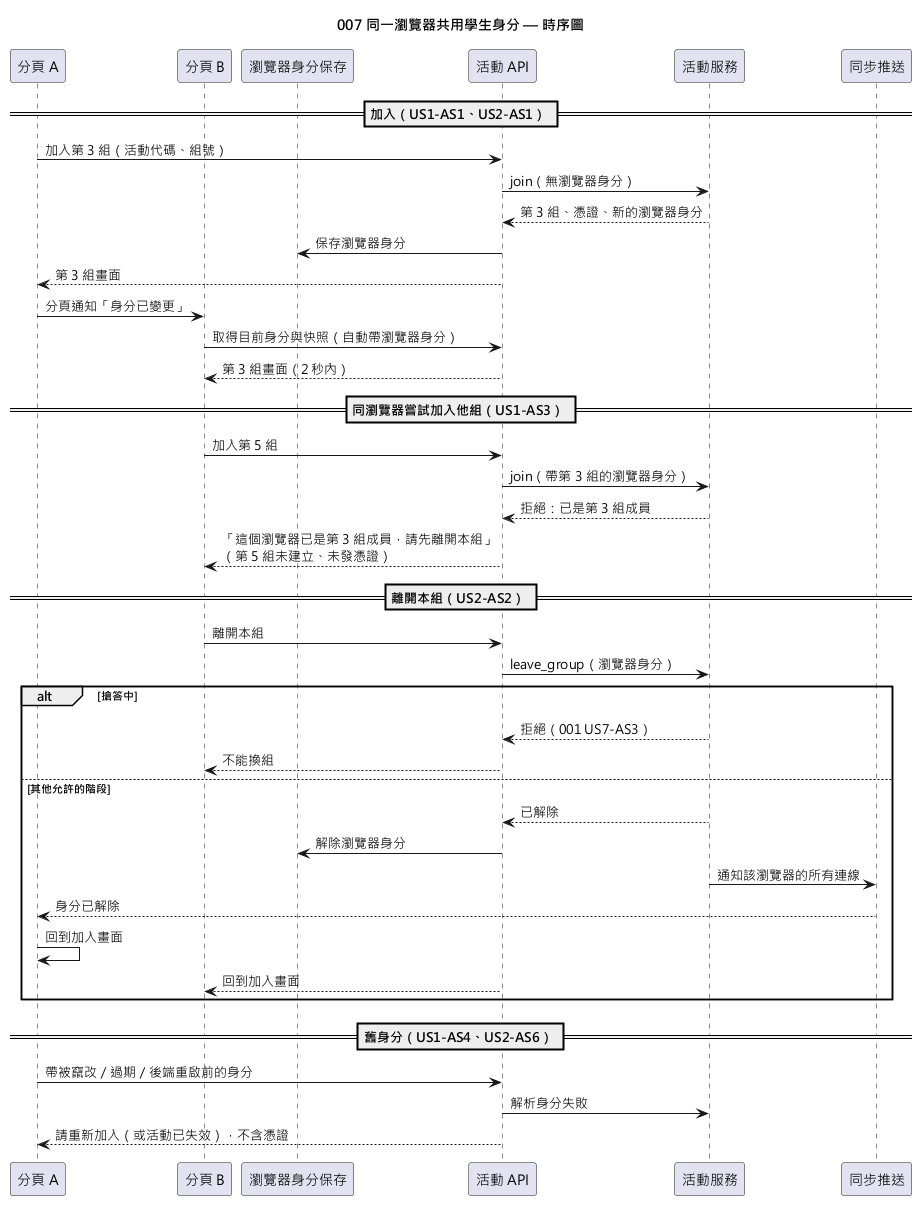 007 同一瀏覽器共用學生身分 — 時序圖
分頁 A
分頁 B
瀏覽器身分保存
活動 API
活動服務
同步推送
加入（US1-AS1、US2-AS1）
加入第 3 組（活動代碼、組號）
join（無瀏覽器身分）
第 3 組、憑證、新的瀏覽器身分
保存瀏覽器身分
第 3 組畫面
分頁通知「身分已變更」
取得目前身分與快照（自動帶瀏覽器身分）
第 3 組畫面（2 秒內）
同瀏覽器嘗試加入他組（US1-AS3）
加入第 5 組
join（帶第 3 組的瀏覽器身分）
拒絕：已是第 3 組成員
「這個瀏覽器已是第 3 組成員，請先離開本組」
（第 5 組未建立、未發憑證）
離開本組（US2-AS2）
離開本組
leave_group（瀏覽器身分）
alt
[搶答中]
拒絕（001 US7-AS3）
不能換組
[其他允許的階段]
已解除
解除瀏覽器身分
通知該瀏覽器的所有連線
身分已解除
回到加入畫面
回到加入畫面
舊身分（US1-AS4、US2-AS6）
帶被竄改 / 過期 / 後端重啟前的身分
解析身分失敗
請重新加入（或活動已失效），不含憑證
分頁 A
分頁 B
瀏覽器身分保存
活動 API
活動服務
同步推送